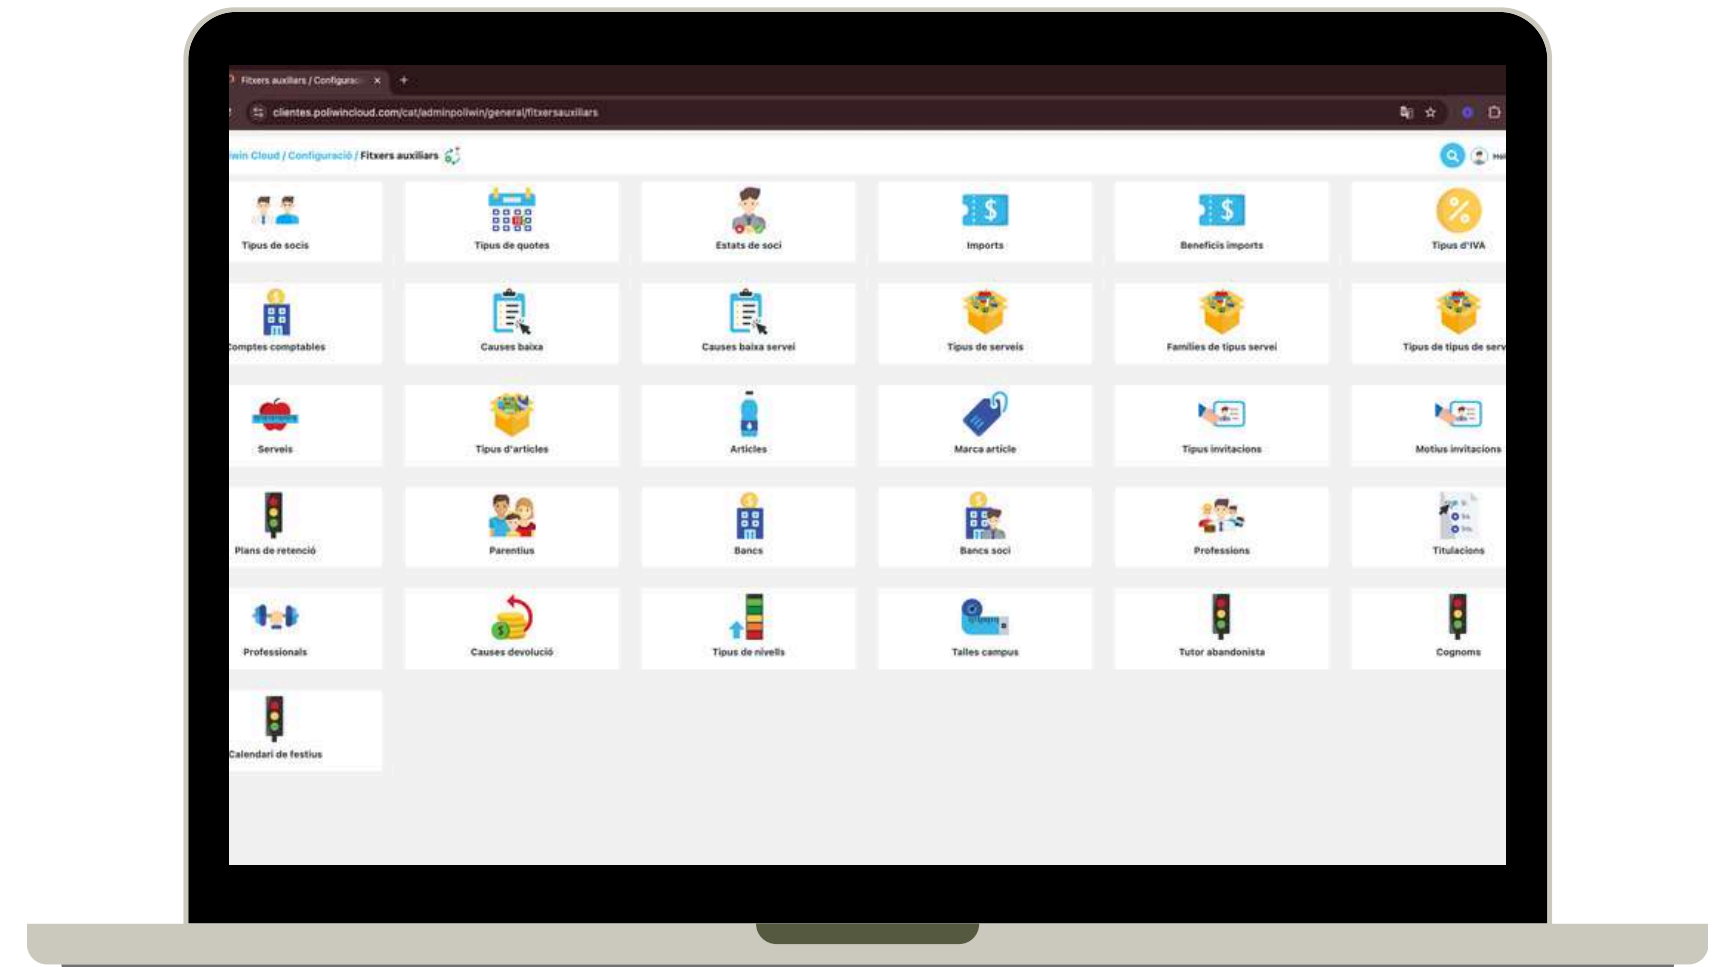 Fitxers auxiliars / Configurac
clientes.poliwincloud.com/cat/adminpoliwin/general/fitxersauxiliars
iwin Cloud / Configuració / Fitxers auxiliars
Tipus de socis
Tipus de quotes
Estats de soci
Imports
Beneficis imports
Tipus d'IVA
Comptes comptables
Causes baixa
Causes baixa servei
Tipus de serveis
Famílies de tipus servei
Tipus de tipus de serv
Serveis
Tipus d'articles
Articles
Marca article
Tipus invitacions
Motius invitacions
Plans de retenció
Parentius
Bancs
Bancs soci
Professions
Titulacions
Professionals
Causes devolució
Tipus de nivells
Talles campus
Tutor abandonista
Cognoms
Calendari de festius